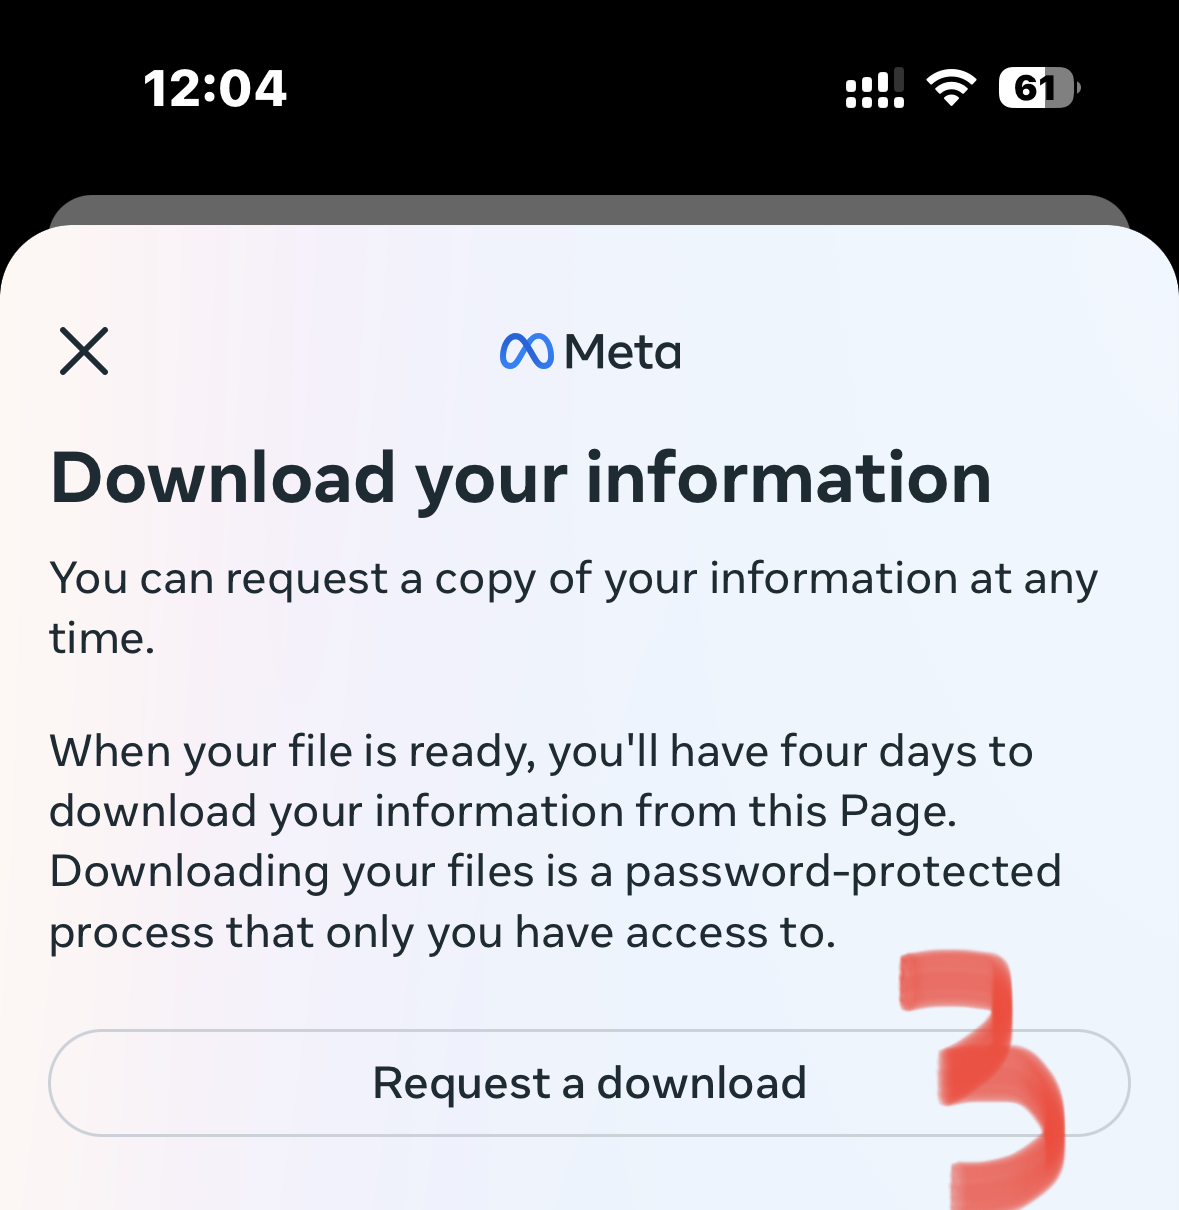 12:04
61
Meta
Download your information
You can request a copy of your information at any
time.
When your file is ready, you'll have four days to
download your information from this Page.
Downloading your files is a password-protected
process that only you have access to.
Request a download
3